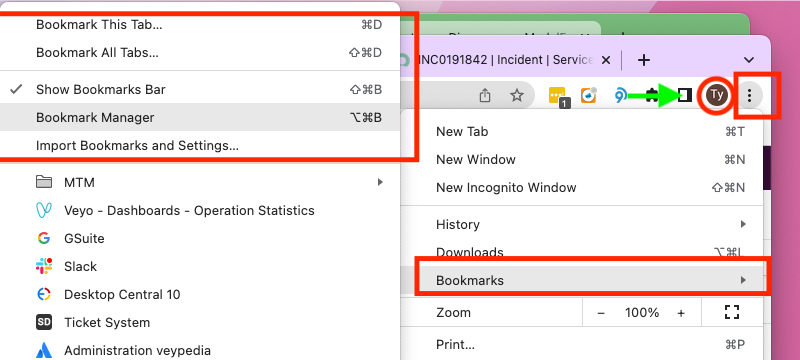 Bookmark This Tab... ⌘D
Bookmark All Tabs... ⇧⌘D
Show Bookmarks Bar ⇧⌘B
Bookmark Manager ⌥⌘B
Import Bookmarks and Settings...
MTM
Veyo - Dashboards - Operation Statistics
GSuite
Slack
Desktop Central 10
SD Ticket System
Administration veypedia
INC0191842 | Incident | Service
1
Ty
New Tab ⌘T
New Window ⌘N
New Incognito Window ⇧⌘N
History
Downloads ⌥⌘L
Bookmarks
Zoom − 100% +
Print... ⌘P